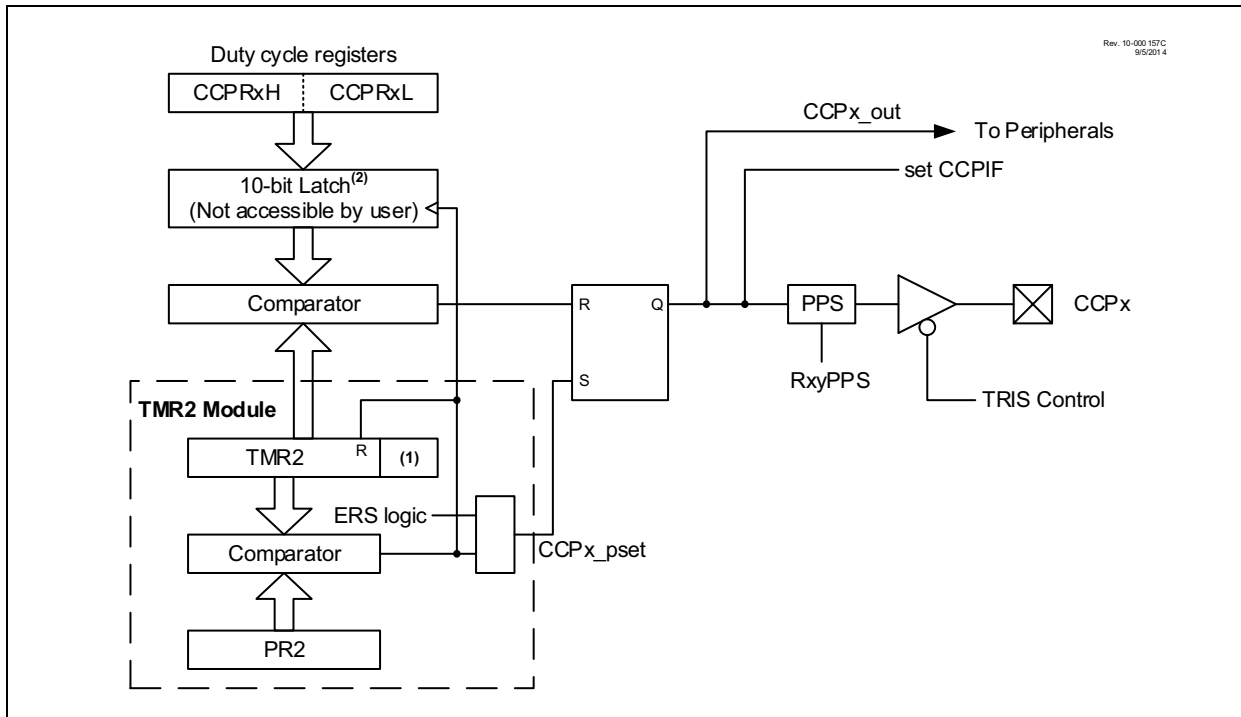 Rev. 10-000 157C
9/5/201 4
Duty cycle registers
CCPRxH CCPRxL
CCPx_out
To Peripherals
set CCPIF
10-bit Latch(2)
(Not accessible by user)
Comparator
R Q
S
PPS
CCPx
RxyPPS
TRIS Control
TMR2 Module
TMR2 R (1)
ERS logic
Comparator
CCPx_pset
PR2